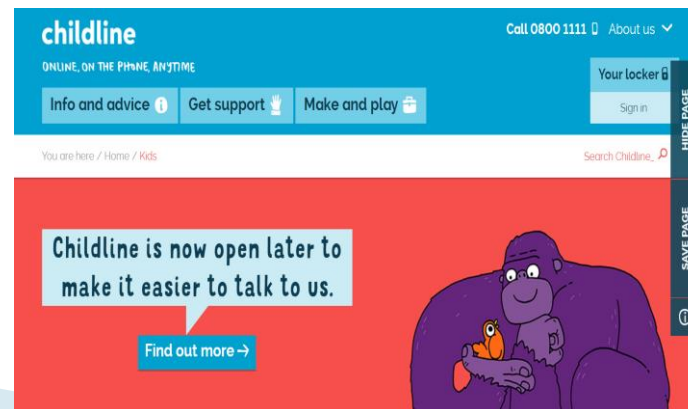 childline
ONLINE, ON THE PHONE, ANYTIME
Call 0800 1111 About us
Your locker
Sign in
Info and advice Get support Make and play
HIDE PAGE
You are here / Home / Kids
Search Childline_
SAVE PAGE
Childline is now open later to
make it easier to talk to us.
Find out more →